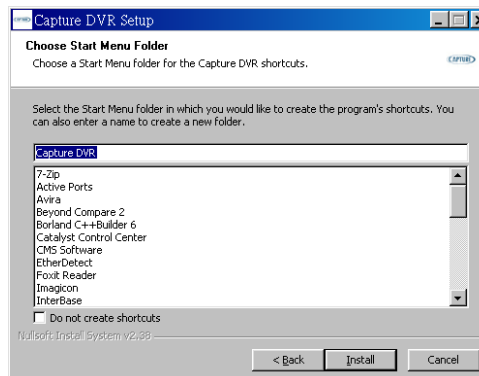 Capture DVR Setup
Choose Start Menu Folder
Choose a Start Menu folder for the Capture DVR shortcuts.
CAPTURE
Select the Start Menu folder in which you would like to create the program's shortcuts. You
can also enter a name to create a new folder.
Capture DVR
7-Zip
Active Ports
Avira
Beyond Compare 2
Borland C++Builder 6
Catalyst Control Center
CMS Software
EtherDetect
Foxit Reader
Imagicon
InterBase
Do not create shortcuts
Nullsoft Install System v2.38
< Back
Install
Cancel